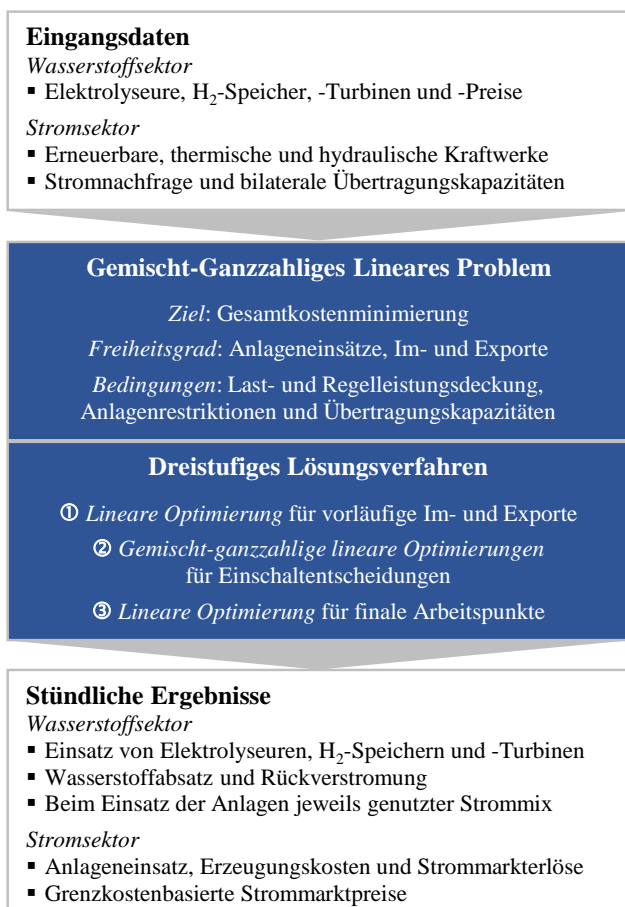 Eingangsdaten
Wasserstoffsektor
▪ Elektrolyseure, H₂-Speicher, -Turbinen und -Preise
Stromsektor
▪ Erneuerbare, thermische und hydraulische Kraftwerke
▪ Stromnachfrage und bilaterale Übertragungskapazitäten
Gemischt-Ganzzahliges Lineares Problem
Ziel: Gesamtkostenminimierung
Freiheitsgrad: Anlageneinsätze, Im- und Exporte
Bedingungen: Last- und Regelleistungsdeckung,
Anlagenrestriktionen und Übertragungskapazitäten
Dreistufiges Lösungsverfahren
① Lineare Optimierung für vorläufige Im- und Exporte
② Gemischt-ganzzahlige lineare Optimierungen
für Einschaltentscheidungen
③ Lineare Optimierung für finale Arbeitspunkte
Stündliche Ergebnisse
Wasserstoffsektor
▪ Einsatz von Elektrolyseuren, H₂-Speichern und -Turbinen
▪ Wasserstoffabsatz und Rückverstromung
▪ Beim Einsatz der Anlagen jeweils genutzter Strommix
Stromsektor
▪ Anlageneinsatz, Erzeugungskosten und Strommarkterlöse
▪ Grenzkostenbasierte Strommarktpreise